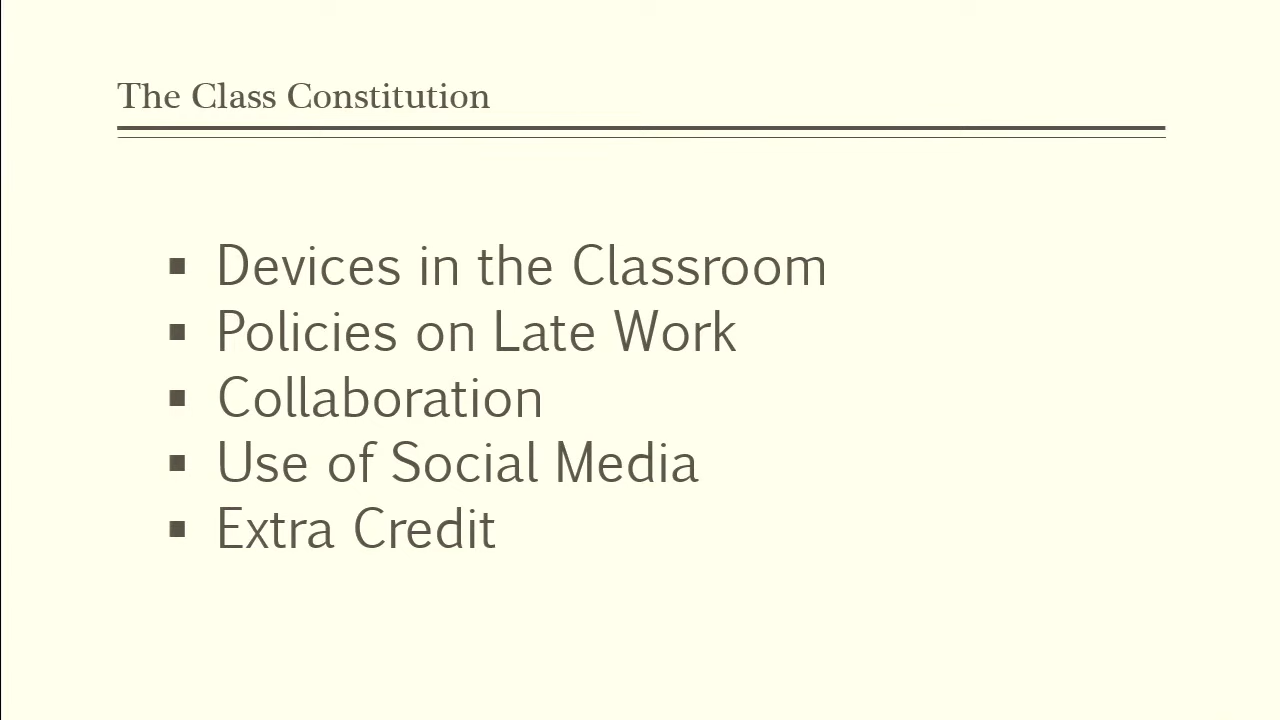 The Class Constitution
▪ Devices in the Classroom
▪ Policies on Late Work
▪ Collaboration
▪ Use of Social Media
▪ Extra Credit